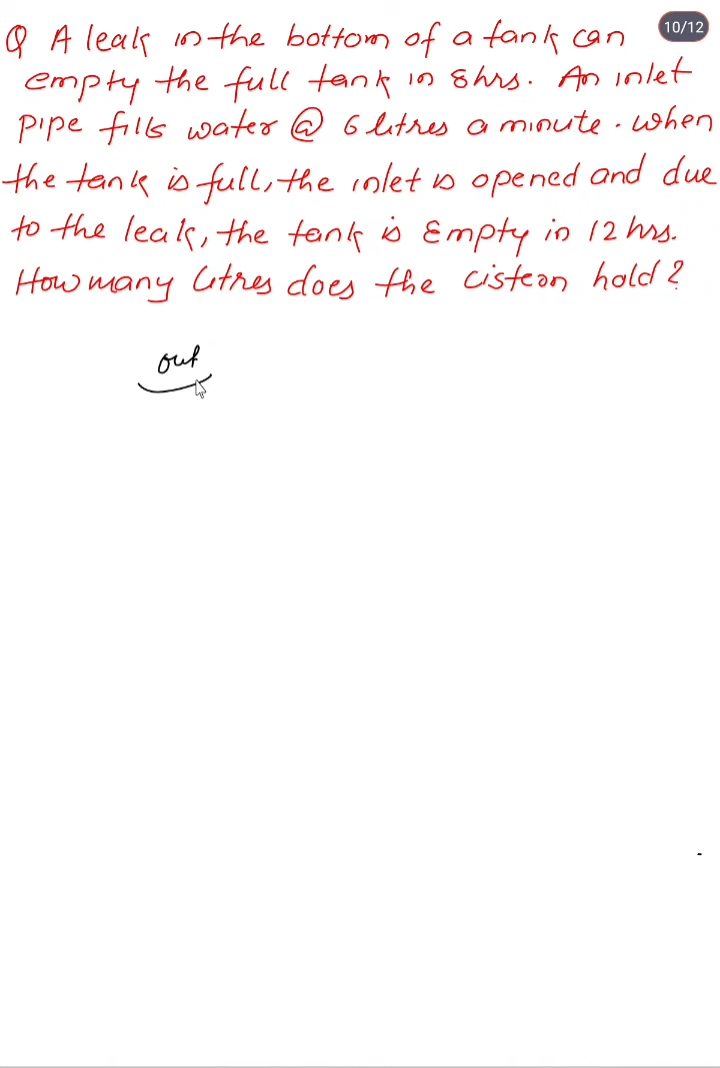 Q A leak in the bottom of a tank can
10/12
empty the full tank in 8hrs. An inlet
pipe fills water @ 6 litres a minute. when
the tank is full, the inlet is opened and due
to the leak, the tank is Empty in 12 hrs.
How many litres does the cistern hold?
out